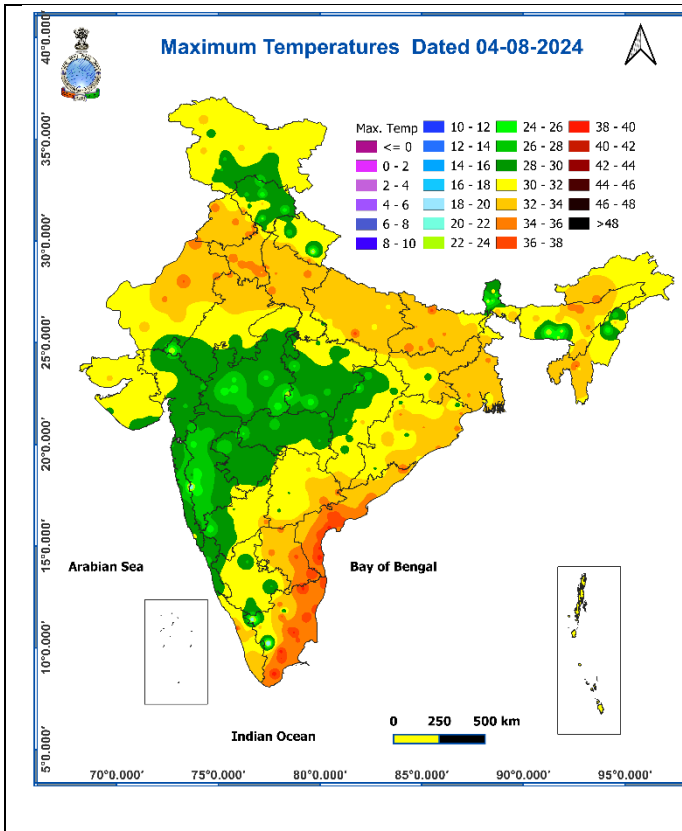 Maximum Temperatures Dated 04-08-2024
Max. Temp
<= 0
0 - 2
2 - 4
4 - 6
6 - 8
8 - 10
10 - 12
12 - 14
14 - 16
16 - 18
18 - 20
20 - 22
22 - 24
24 - 26
26 - 28
28 - 30
30 - 32
32 - 34
34 - 36
36 - 38
38 - 40
40 - 42
42 - 44
44 - 46
46 - 48
>48
40°0.000'
35°0.000'
30°0.000'
25°0.000'
20°0.000'
15°0.000'
10°0.000'
5°0.000'
Arabian Sea
Bay of Bengal
Indian Ocean
0 250 500 km
70°0.000' 75°0.000' 80°0.000' 85°0.000' 90°0.000' 95°0.000'